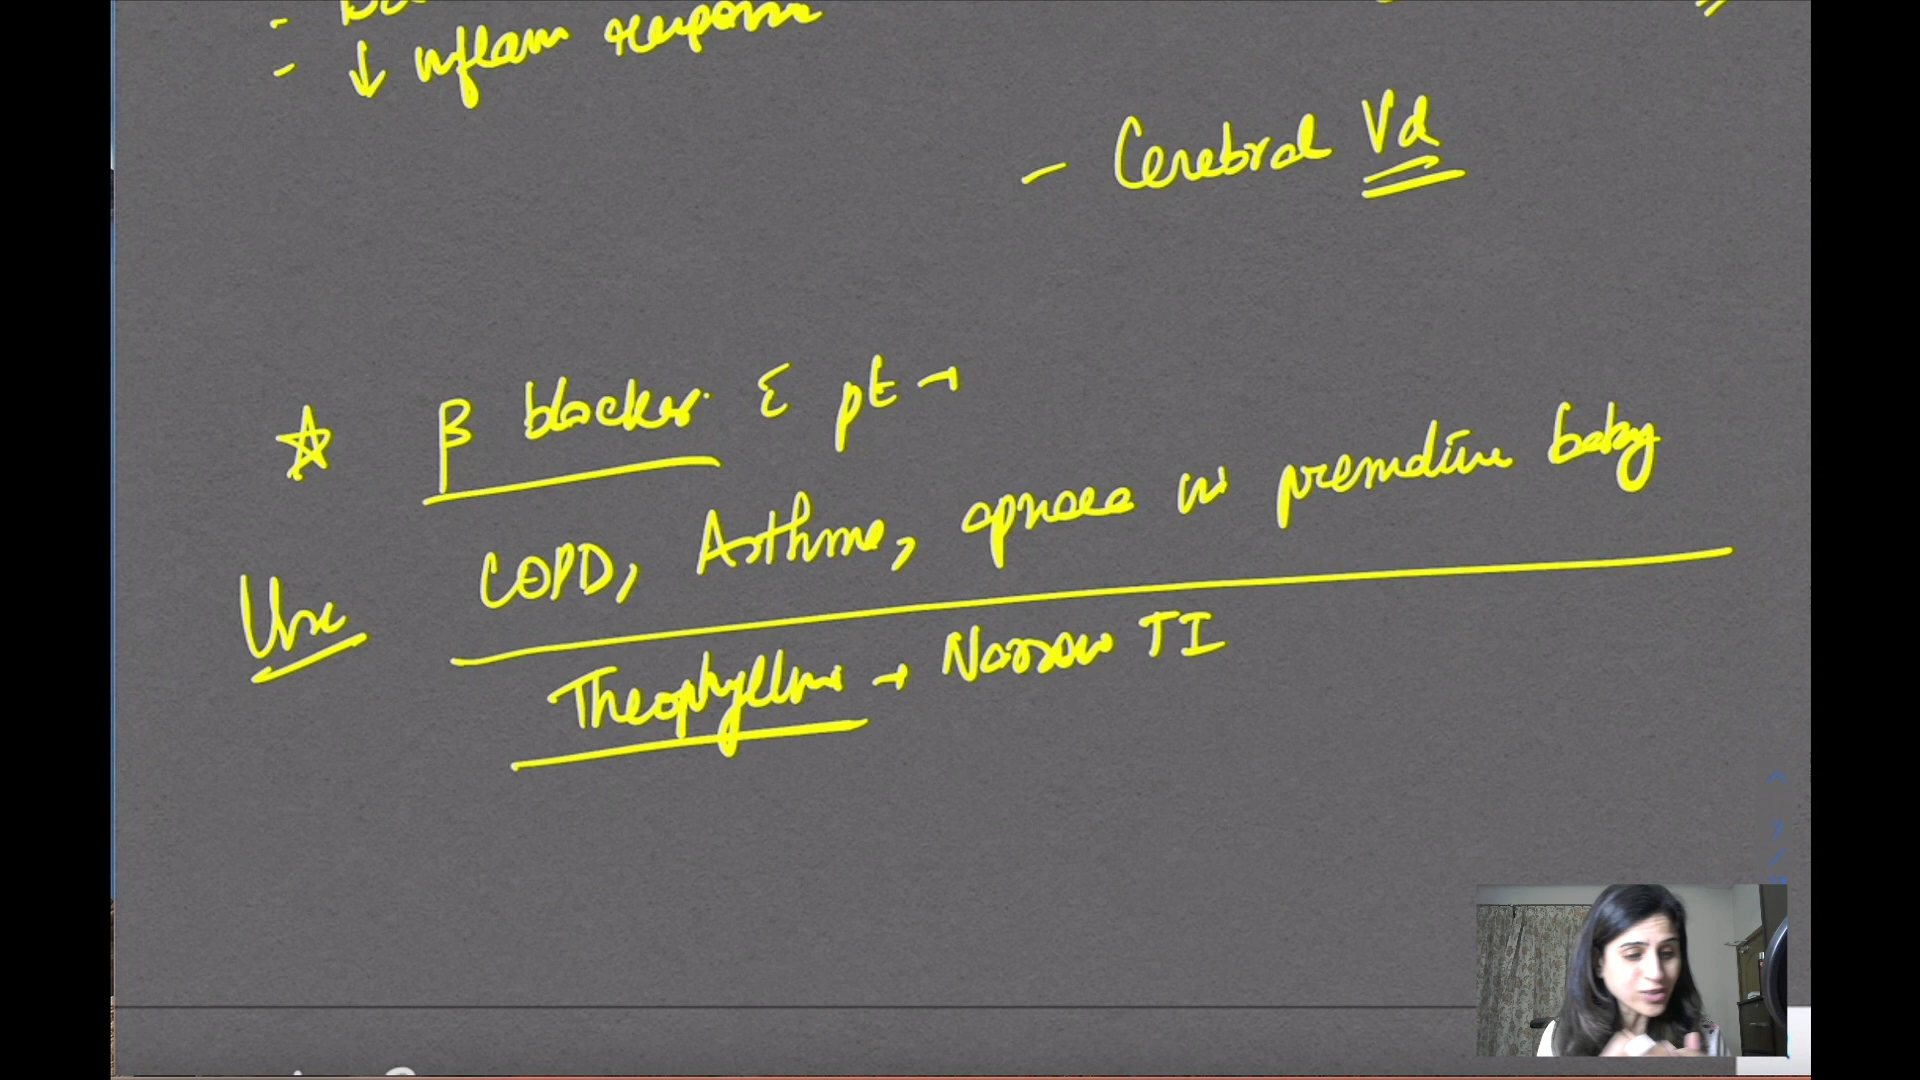 - ↓ inflam response
- Cerebral Vd
☆ β blocker c̄ pt →
Use COPD, Asthma, apnoea in premature baby
Theophylline → Narrow TI